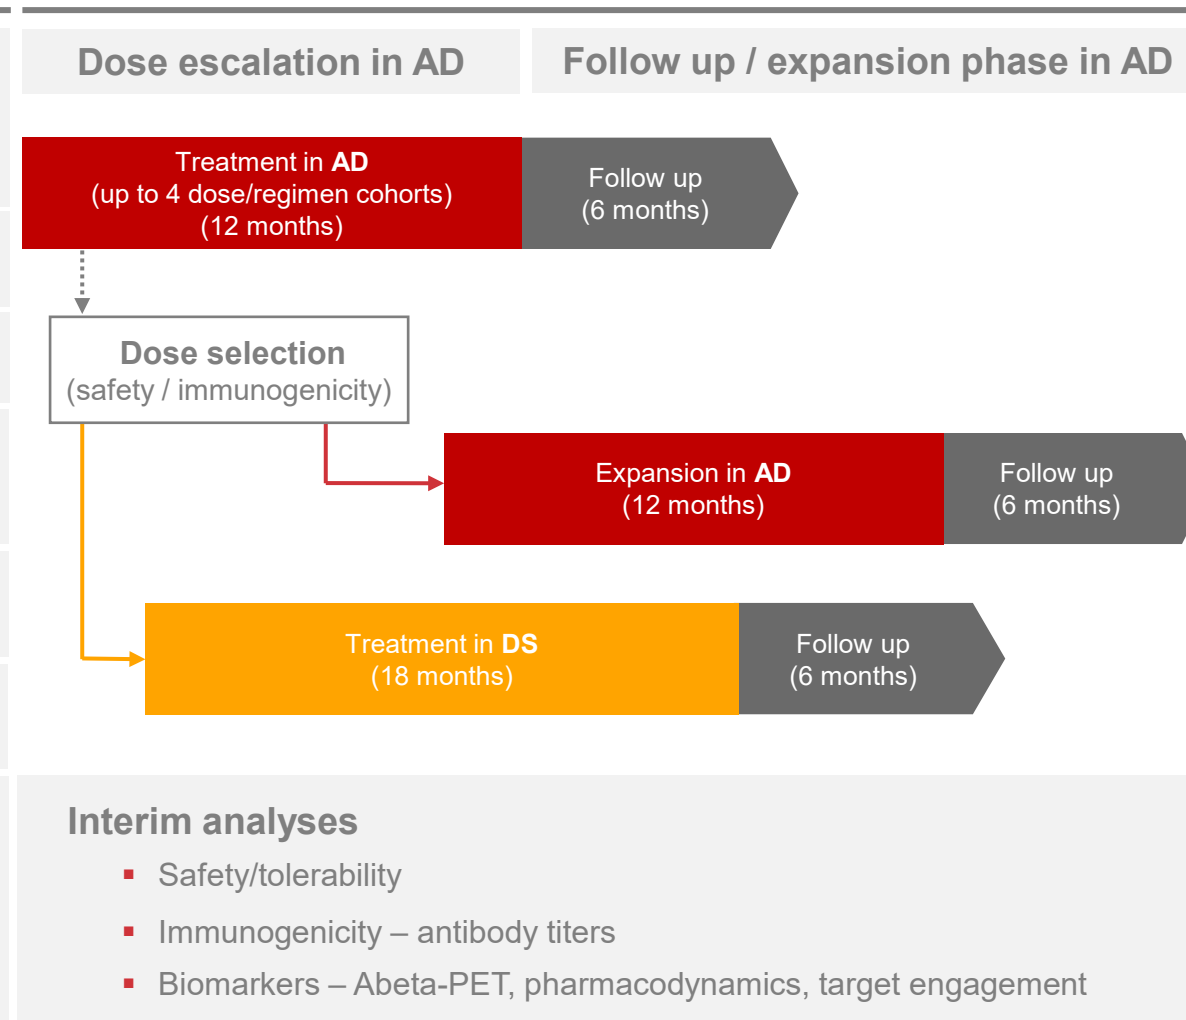 Dose escalation in AD
Follow up / expansion phase in AD
Treatment in AD
(up to 4 dose/regimen cohorts)
(12 months)
Follow up
(6 months)
Dose selection
(safety / immunogenicity)
Expansion in AD
(12 months)
Follow up
(6 months)
Treatment in DS
(18 months)
Follow up
(6 months)
Interim analyses
▪ Safety/tolerability
▪ Immunogenicity – antibody titers
▪ Biomarkers – Abeta-PET, pharmacodynamics, target engagement